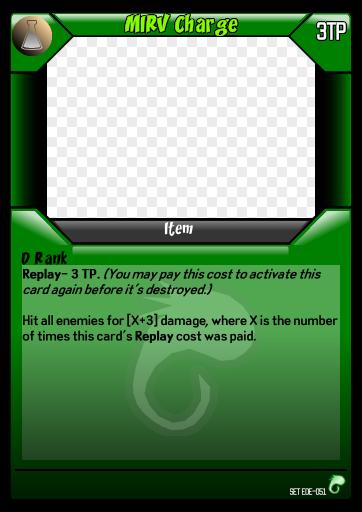 MIRV Charge
3TP
Item
D Rank
Replay- 3 TP. (You may pay this cost to activate this
card again before it's destroyed.)
Hit all enemies for [X+3] damage, where X is the number
of times this card's Replay cost was paid.
SET EDE-051